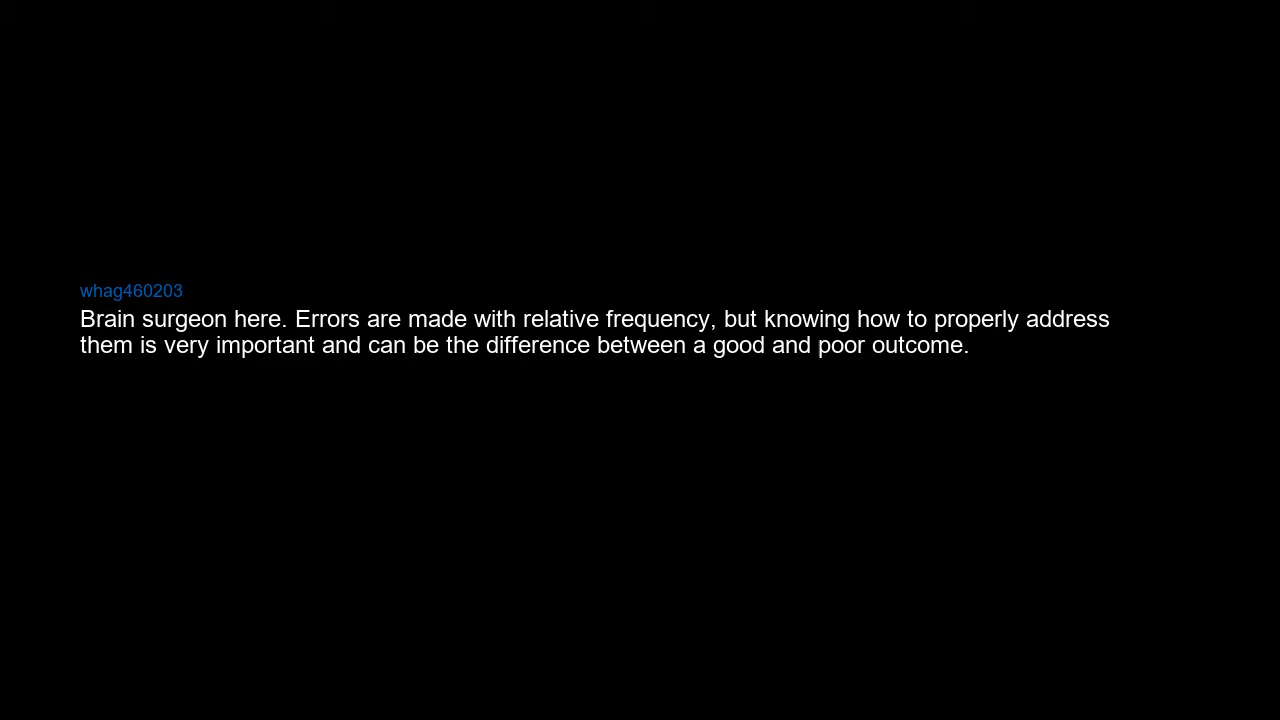 whag460203
Brain surgeon here. Errors are made with relative frequency, but knowing how to properly address
them is very important and can be the difference between a good and poor outcome.